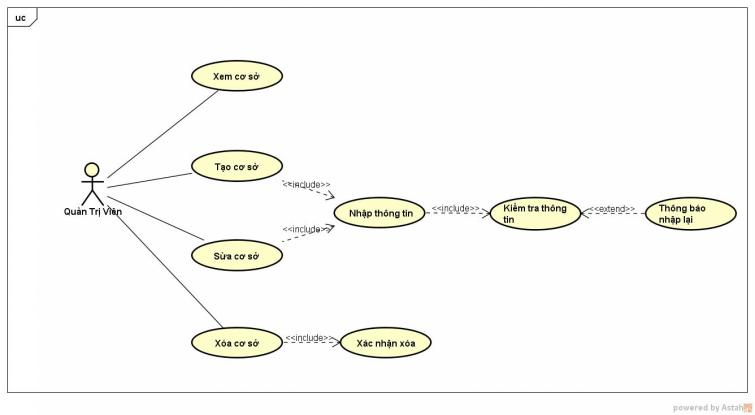 uc
Xem cơ sở
Tạo cơ sở
<<include>>
Quản Trị Viên
Nhập thông tin
<<include>>
Kiểm tra thông
tin
<<extend>>
Thông báo
nhập lại
<<include>>
Sửa cơ sở
Xóa cơ sở
<<include>>
Xác nhận xóa
powered by Astah